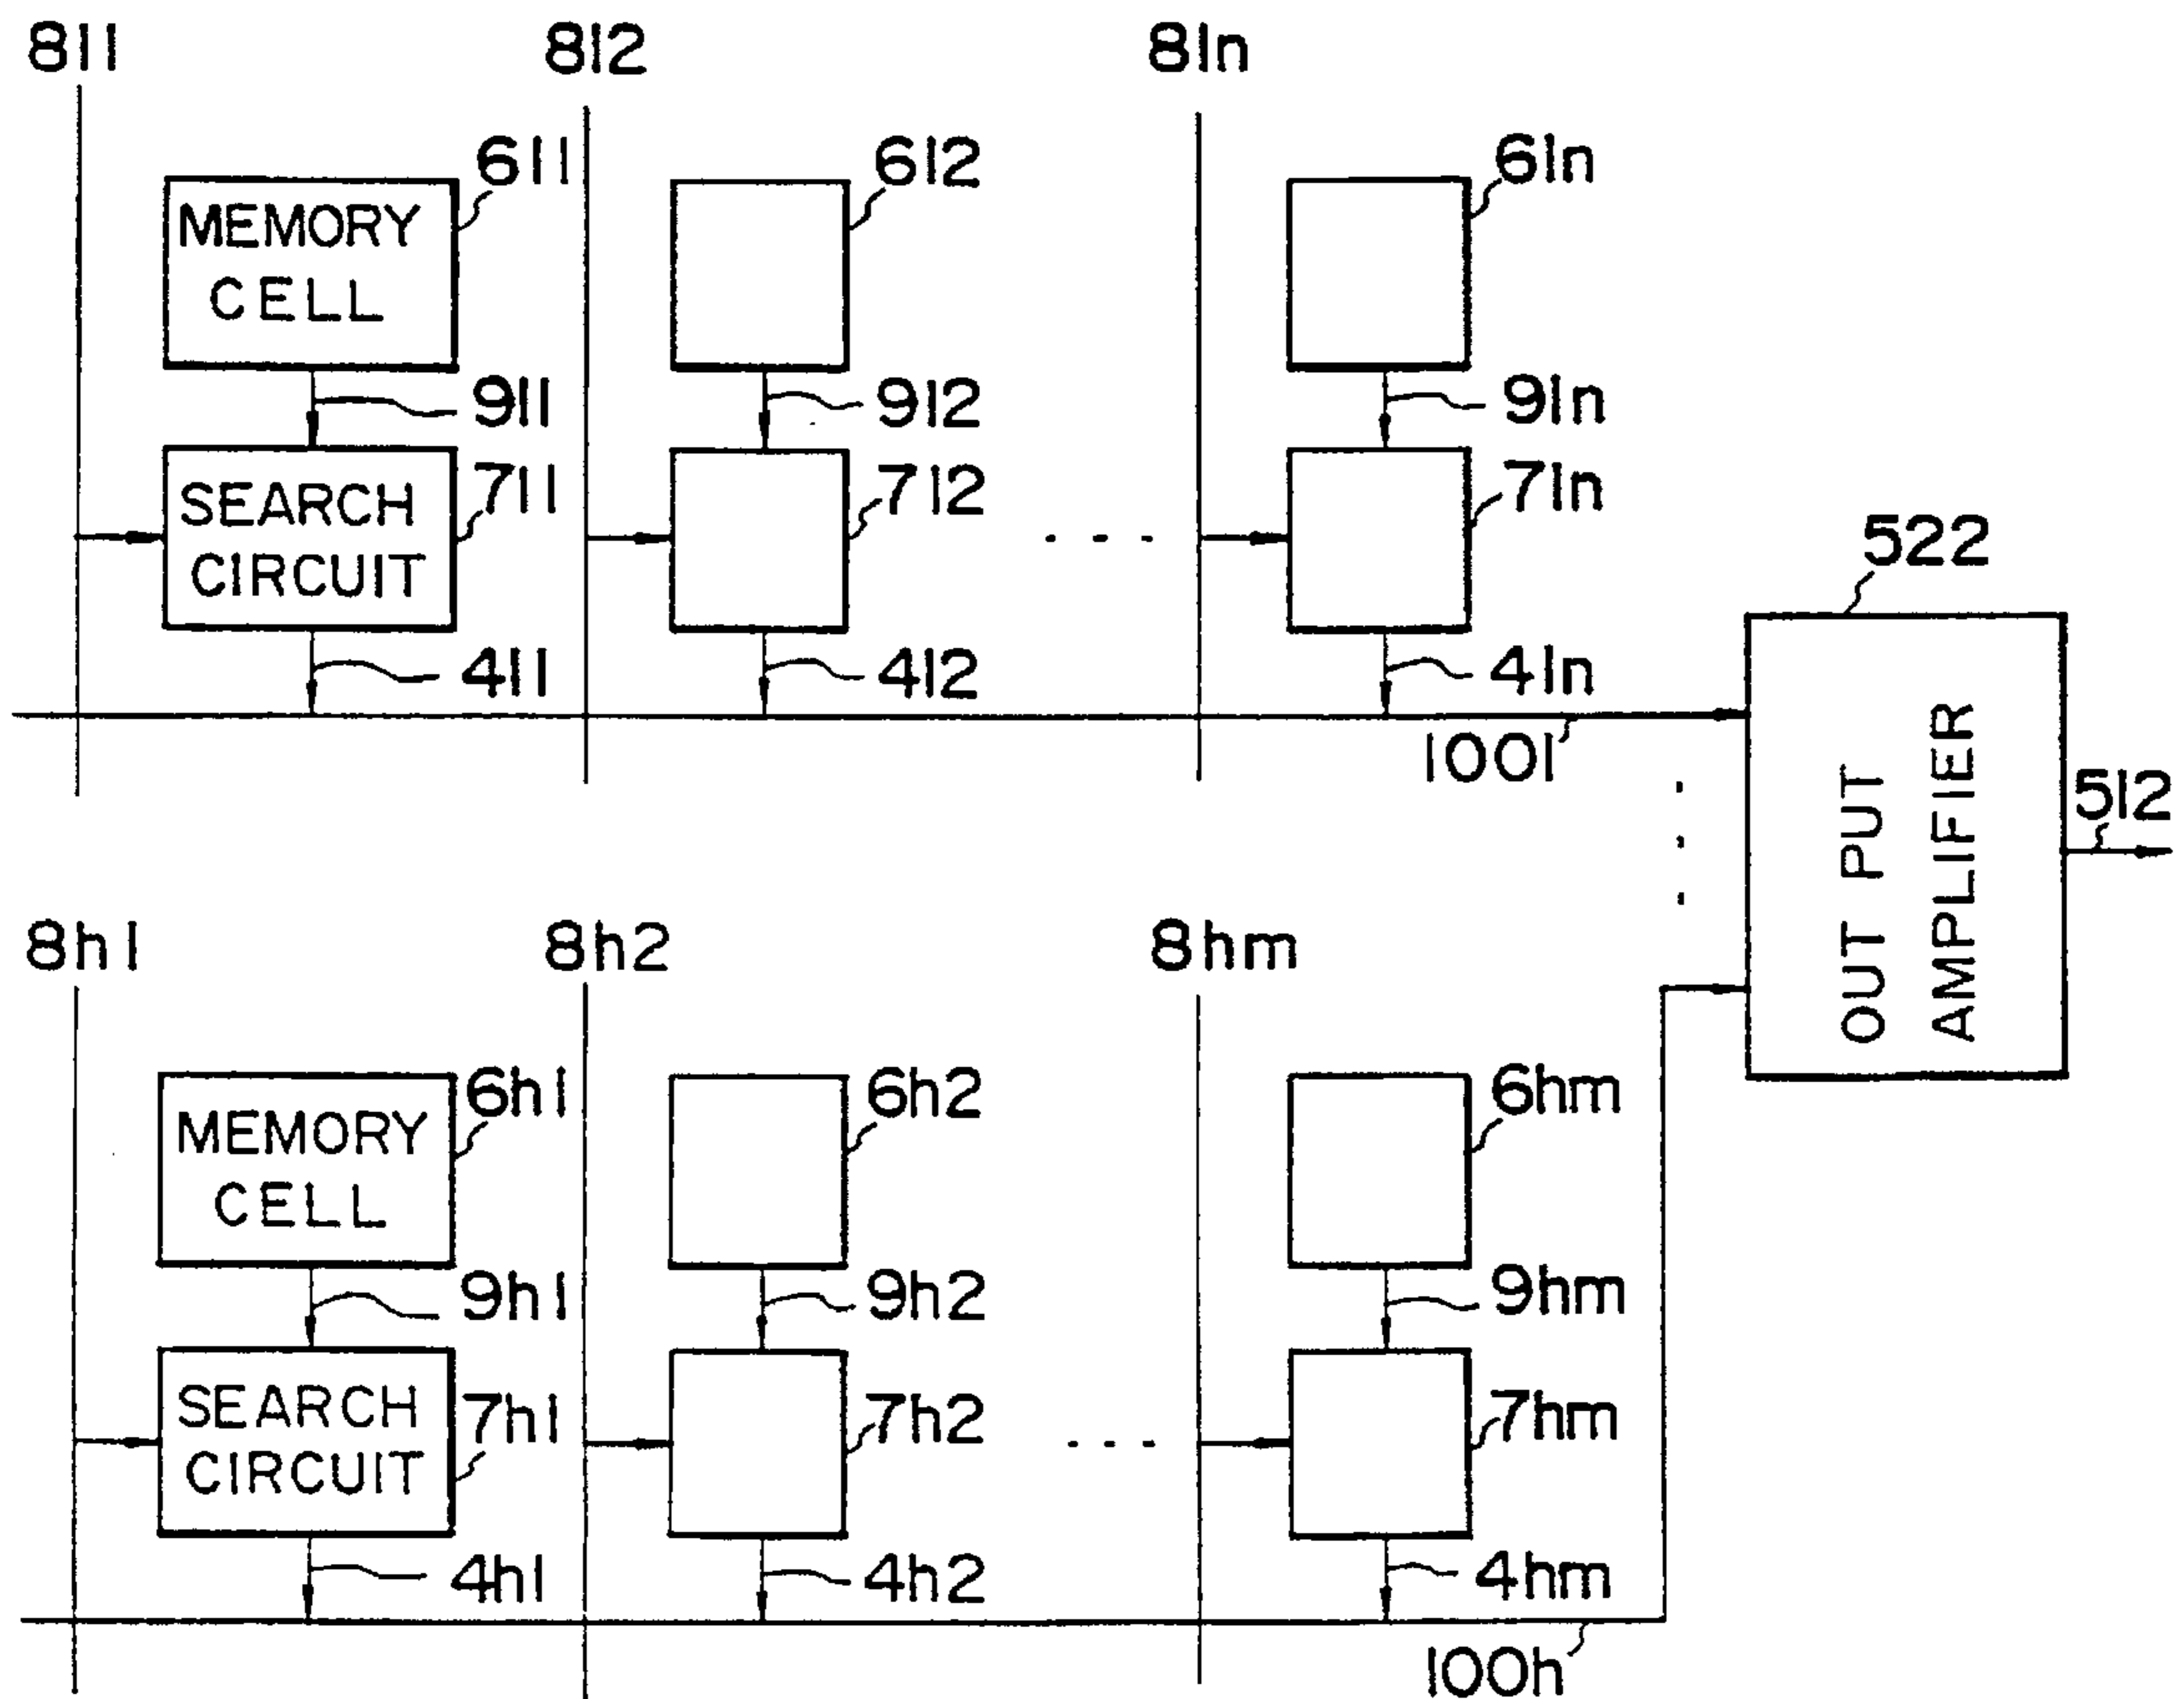 811 812 81n
611 612 61n
MEMORY
CELL
911 912 91n
711 712 71n
SEARCH
CIRCUIT
. . .
522
411 412 41n
1001
OUT PUT
AMPLIFIER
512
8h1 8h2 8hm
6h1 6h2 6hm
MEMORY
CELL
9h1 9h2 9hm
7h1 7h2 7hm
SEARCH
CIRCUIT
. . .
4h1 4h2 4hm
100h